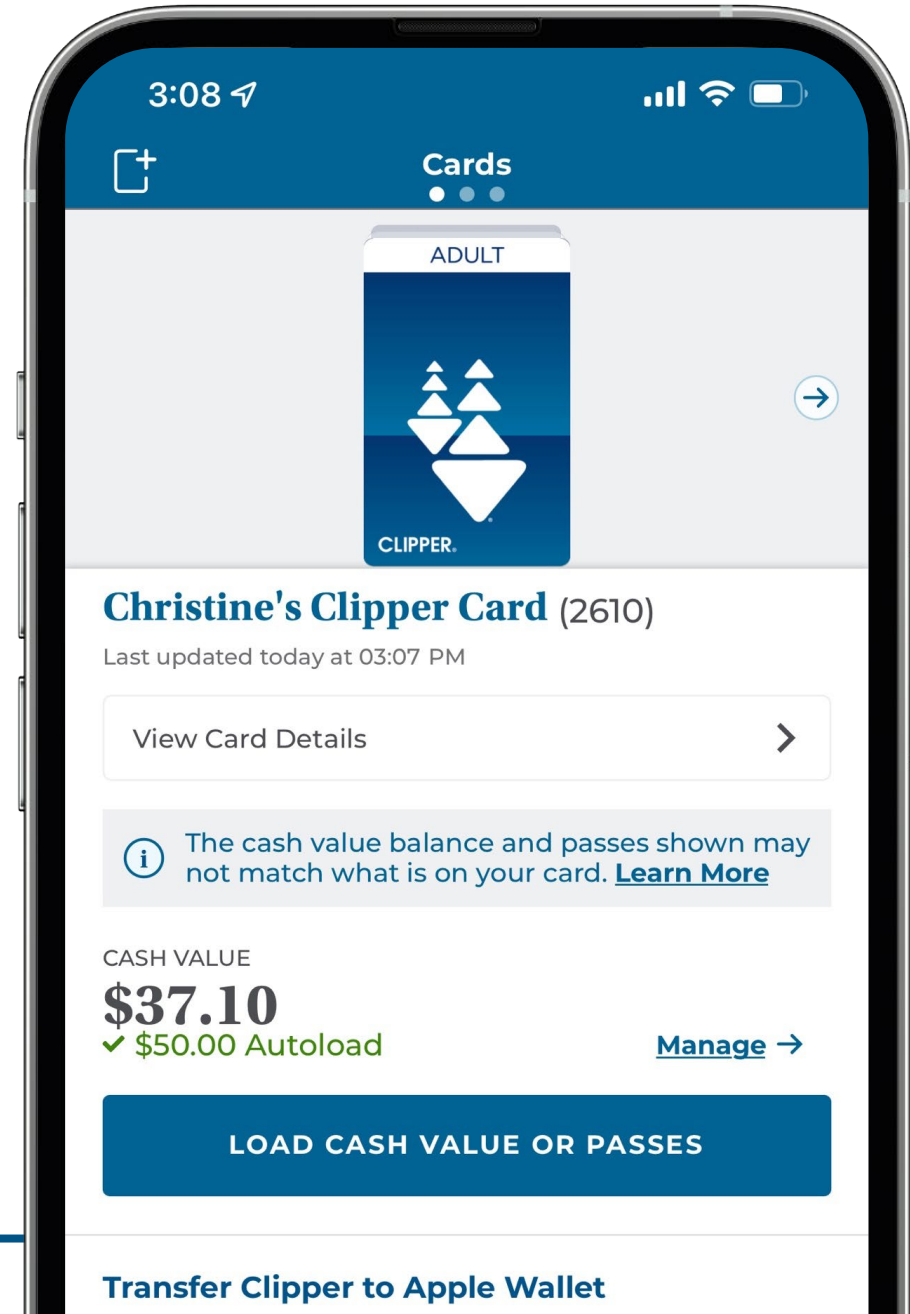 3:08
Cards
ADULT
CLIPPER®
Christine's Clipper Card (2610)
Last updated today at 03:07 PM
View Card Details
i The cash value balance and passes shown may
not match what is on your card. Learn More
CASH VALUE
$37.10
$50.00 Autoload
Manage
LOAD CASH VALUE OR PASSES
Transfer Clipper to Apple Wallet